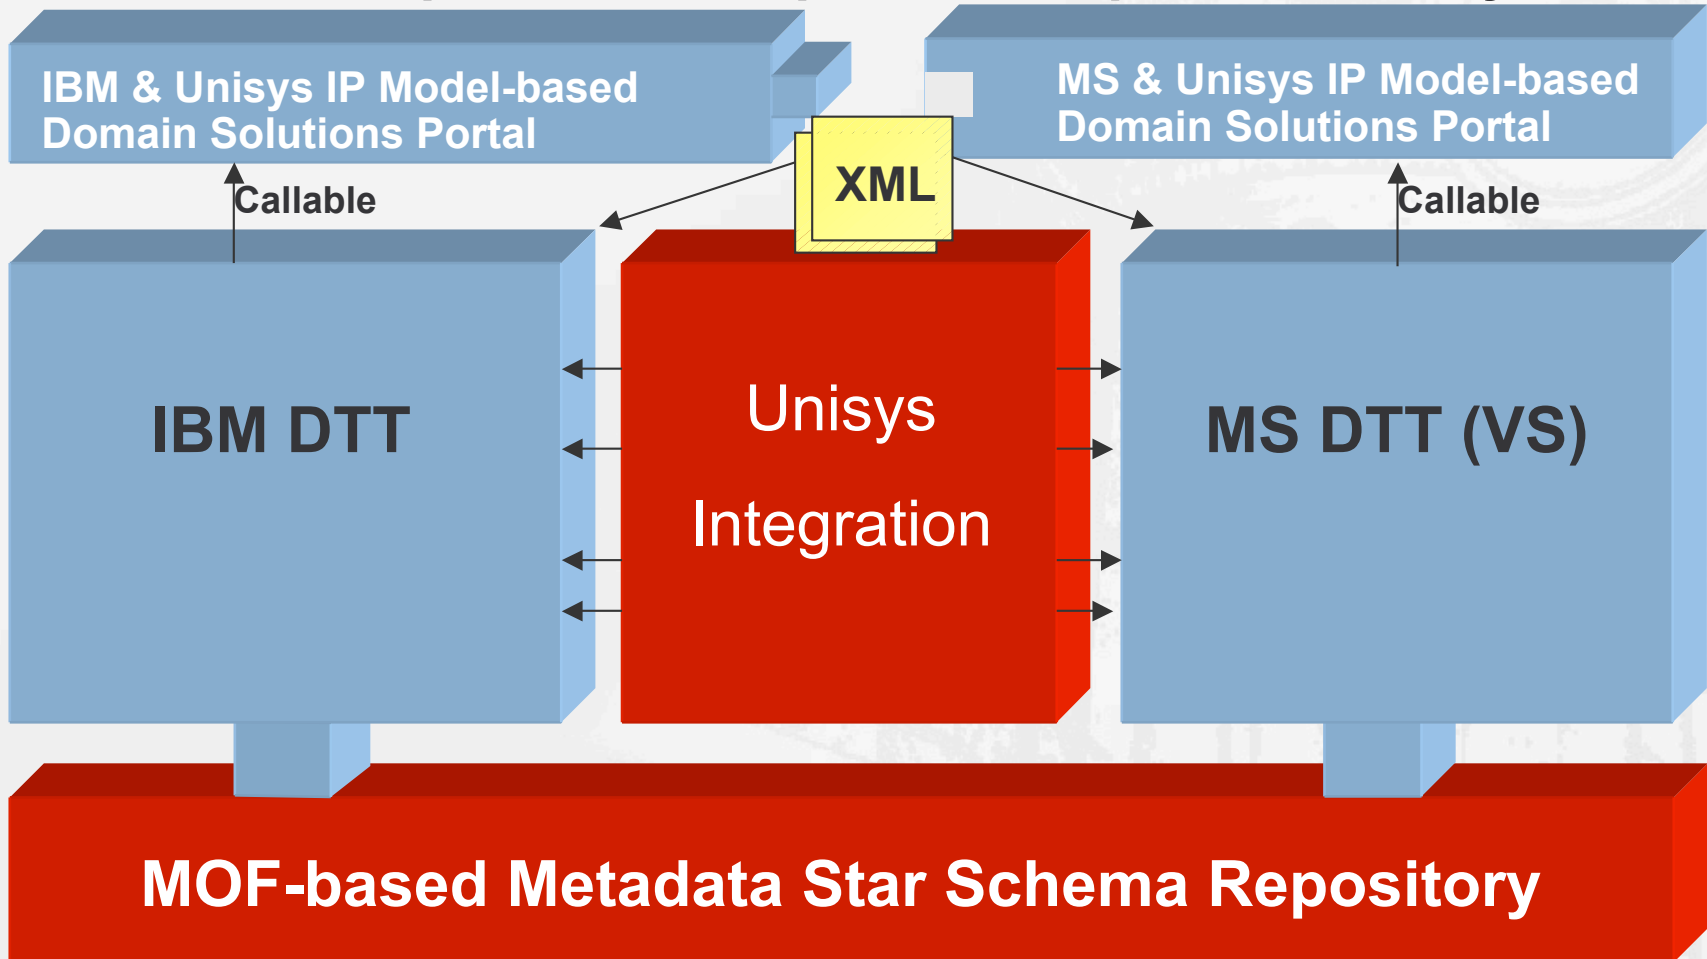 IBM & Unisys IP Model-based
Domain Solutions Portal
MS & Unisys IP Model-based
Domain Solutions Portal
XML
Callable
Callable
IBM DTT
Unisys
Integration
MS DTT (VS)
MOF-based Metadata Star Schema Repository